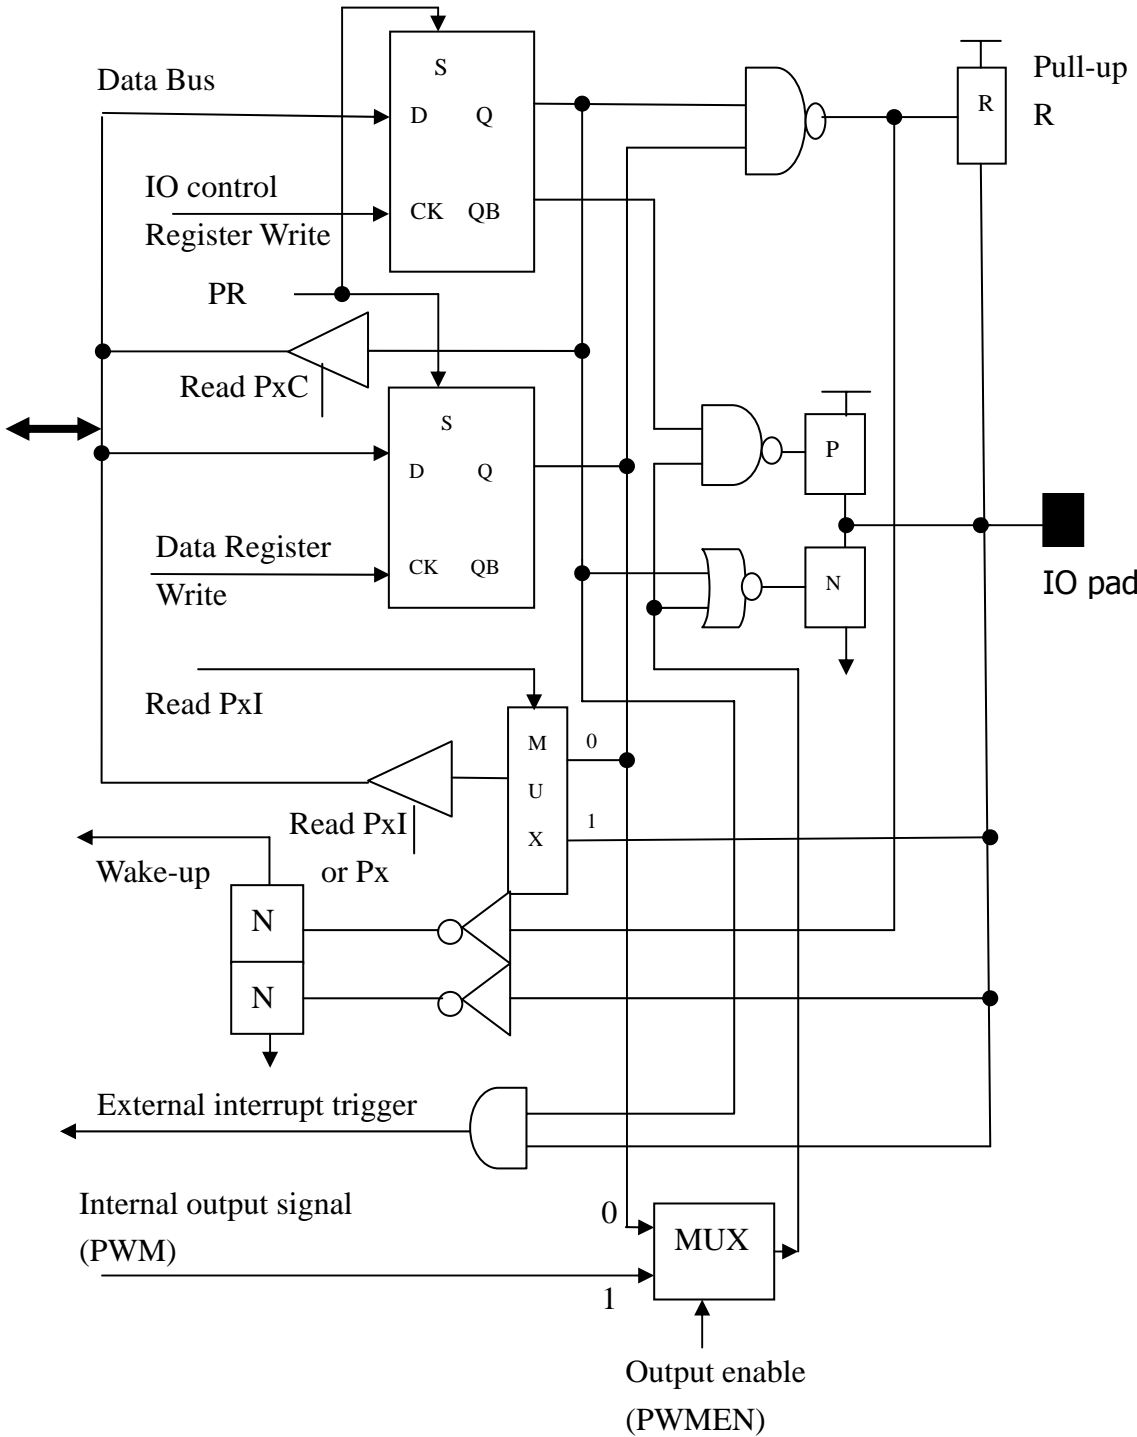 S
Data Bus
D Q
Pull-up
R
R
IO control
CK QB
Register Write
PR
Read PxC
S
D Q
P
Data Register
CK QB
Write
N
IO pad
Read PxI
M
U
X
0
1
Read PxI
or Px
Wake-up
N
N
External interrupt trigger
Internal output signal
(PWM)
0
MUX
1
Output enable
(PWMEN)